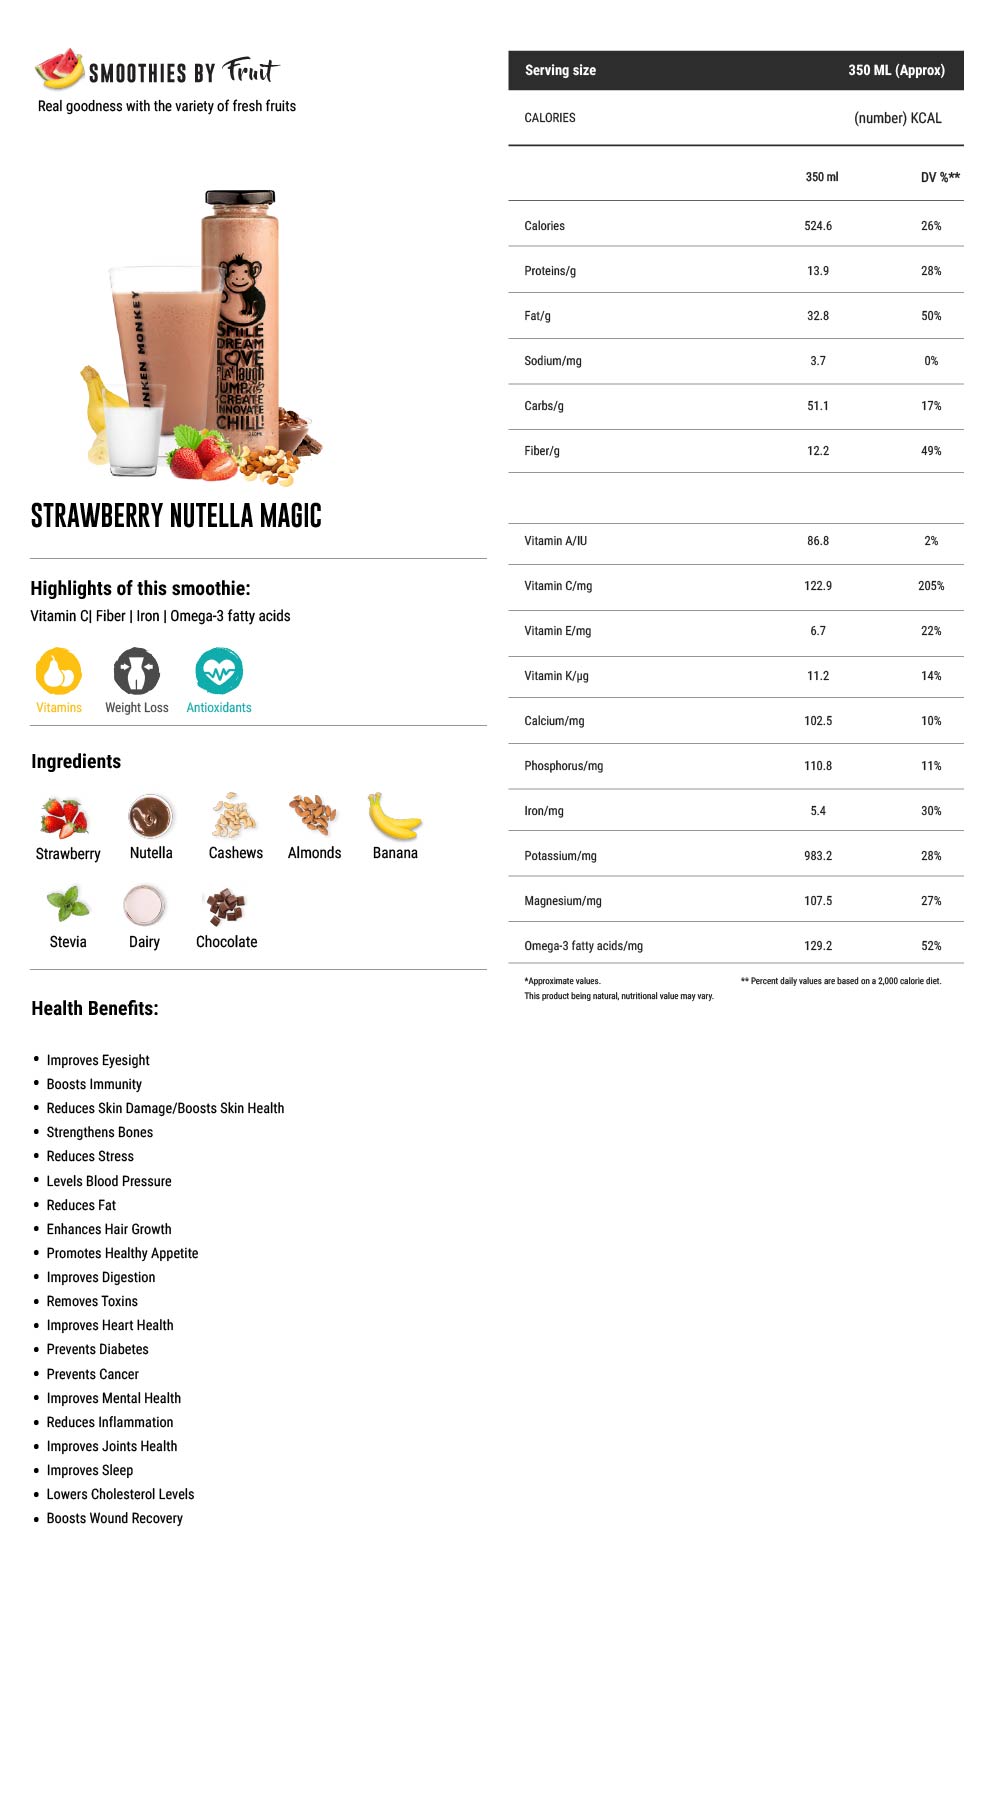 SMOOTHIES BY Fruit
Real goodness with the variety of fresh fruits
UNKEN MONKEY
SMILE
DREAM
LOVE
PLAY laugh
JUMP
CREATE
INNOVATE
CHILL!
STRAWBERRY NUTELLA MAGIC
Highlights of this smoothie:
Vitamin C| Fiber | Iron | Omega-3 fatty acids
Vitamins Weight Loss Antioxidants
Ingredients
Strawberry Nutella Cashews Almonds Banana
Stevia Dairy Chocolate
Health Benefits:
• Improves Eyesight
• Boosts Immunity
• Reduces Skin Damage/Boosts Skin Health
• Strengthens Bones
• Reduces Stress
• Levels Blood Pressure
• Reduces Fat
• Enhances Hair Growth
• Promotes Healthy Appetite
• Improves Digestion
• Removes Toxins
• Improves Heart Health
• Prevents Diabetes
• Prevents Cancer
• Improves Mental Health
• Reduces Inflammation
• Improves Joints Health
• Improves Sleep
• Lowers Cholesterol Levels
• Boosts Wound Recovery
Serving size 350 ML (Approx)
CALORIES (number) KCAL
350 ml DV %**
Calories 524.6 26%
Proteins/g 13.9 28%
Fat/g 32.8 50%
Sodium/mg 3.7 0%
Carbs/g 51.1 17%
Fiber/g 12.2 49%
Vitamin A/IU 86.8 2%
Vitamin C/mg 122.9 205%
Vitamin E/mg 6.7 22%
Vitamin K/μg 11.2 14%
Calcium/mg 102.5 10%
Phosphorus/mg 110.8 11%
Iron/mg 5.4 30%
Potassium/mg 983.2 28%
Magnesium/mg 107.5 27%
Omega-3 fatty acids/mg 129.2 52%
*Approximate values. ** Percent daily values are based on a 2,000 calorie diet.
This product being natural, nutritional value may vary.